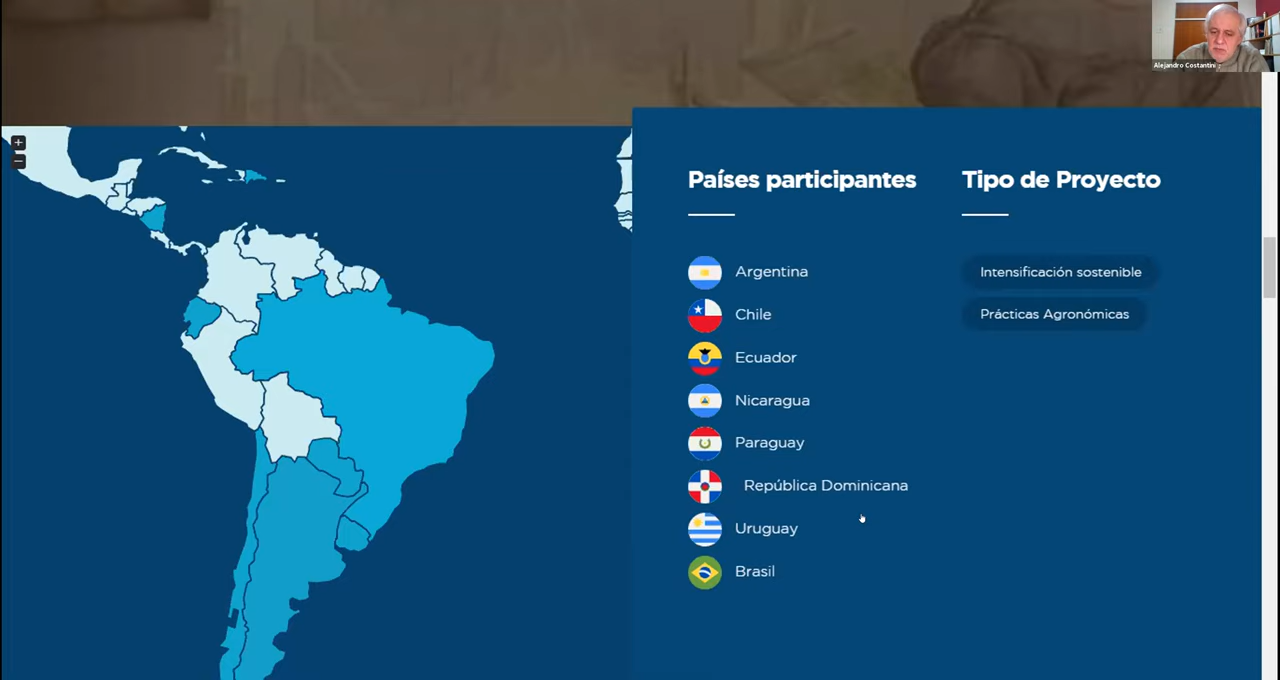 Alejandro Costantini
+
−
Países participantes
Tipo de Proyecto
Argentina
Chile
Ecuador
Nicaragua
Paraguay
República Dominicana
Uruguay
Brasil
Intensificación sostenible
Prácticas Agronómicas